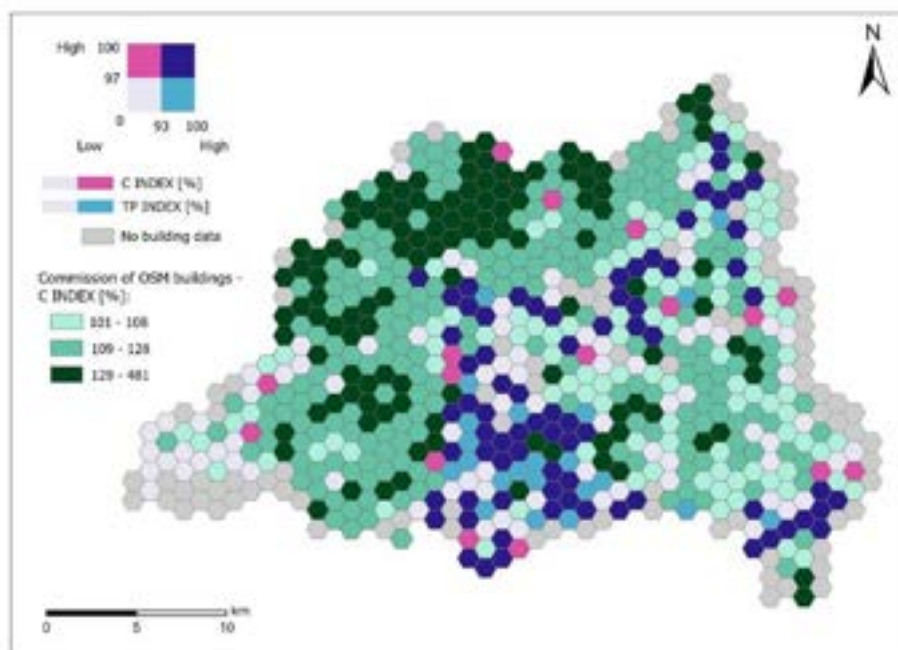 N
High 100
97
0 93 100
Low High
C INDEX [%]
TP INDEX [%]
No building data
Commission of OSM buildings -
C INDEX [%]:
101 - 108
109 - 128
129 - 481
km
0 5 10